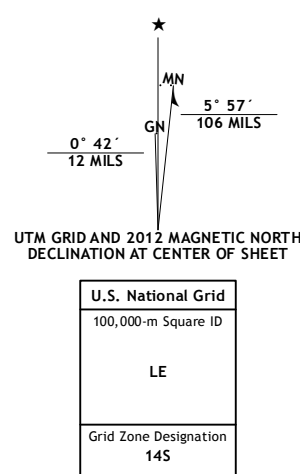 ★
MN
5° 57´
106 MILS
GN
0° 42´
12 MILS
UTM GRID AND 2012 MAGNETIC NORTH
DECLINATION AT CENTER OF SHEET
U.S. National Grid
100,000-m Square ID
LE
Grid Zone Designation
14S